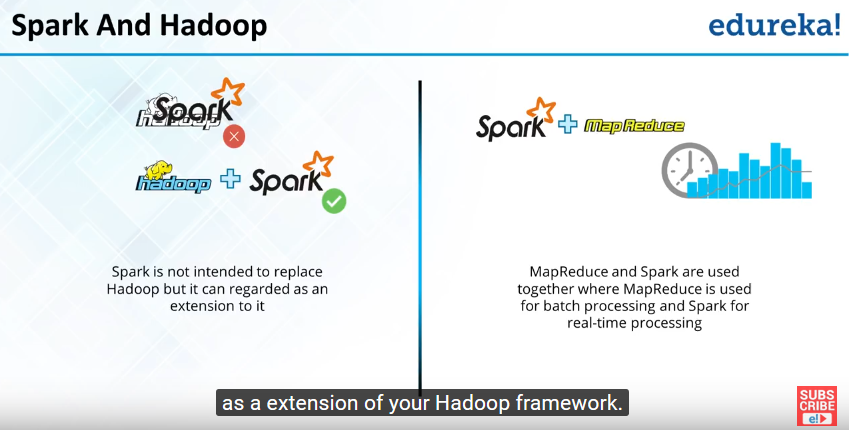 Spark And Hadoop
edureka!
Spark
hadoop
hadoop
Spark
Spark is not intended to replace
Hadoop but it can regarded as an
extension to it
Spark
Map Reduce
MapReduce and Spark are used
together where MapReduce is used
for batch processing and Spark for
real-time processing
as a extension of your Hadoop framework.
SUBS
CRIBE
e!